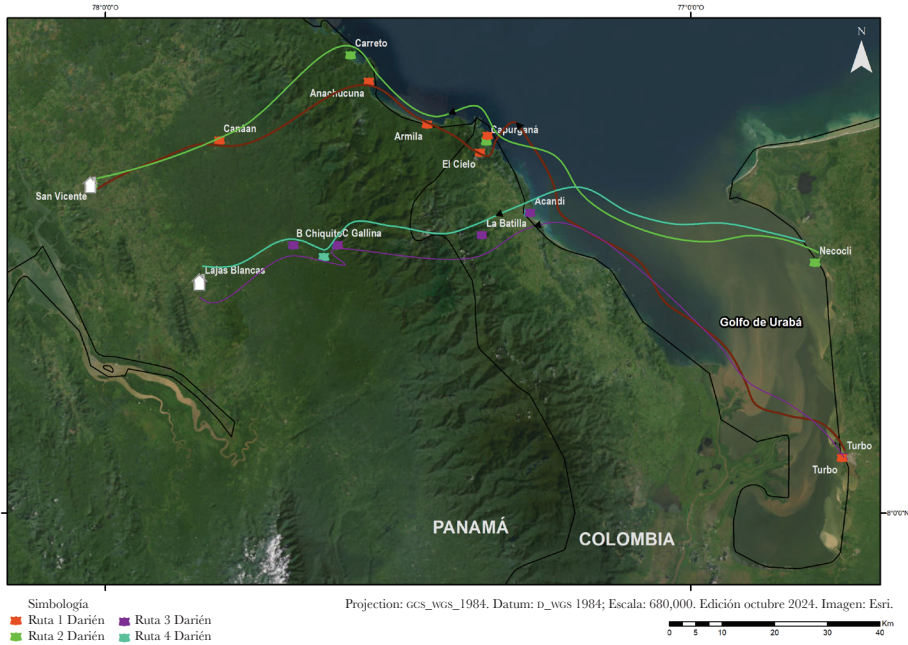 78°0'0"O
77°0'0"O
N
Carreto
Anachucuna
Canáan
Armila
Capurganá
El Cielo
San Vicente
Acandi
La Batilla
B Chiquito
C Gallina
Lajas Blancas
Necocli
Golfo de Urabá
Turbo
Turbo
8°0'0"N
PANAMÁ
COLOMBIA
Simbología
Ruta 1 Darién
Ruta 2 Darién
Ruta 3 Darién
Ruta 4 Darién
Projection: GCS_WGS_1984. Datum: D_WGS 1984; Escala: 680,000. Edición octubre 2024. Imagen: Esri.
0 5 10 20 30 40 Km